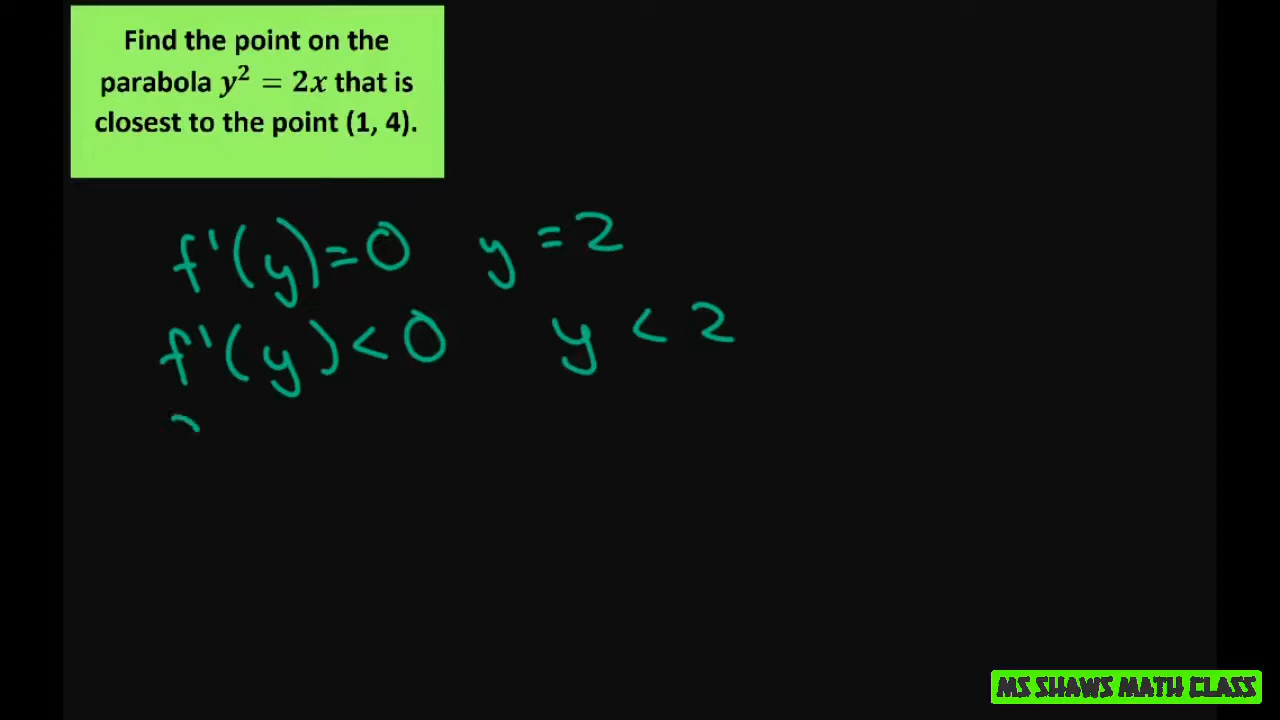 Find the point on the
parabola y² = 2x that is
closest to the point (1, 4).
f'(y)=0 y=2
f'(y)<0 y<2
MS SHAWS MATH CLASS